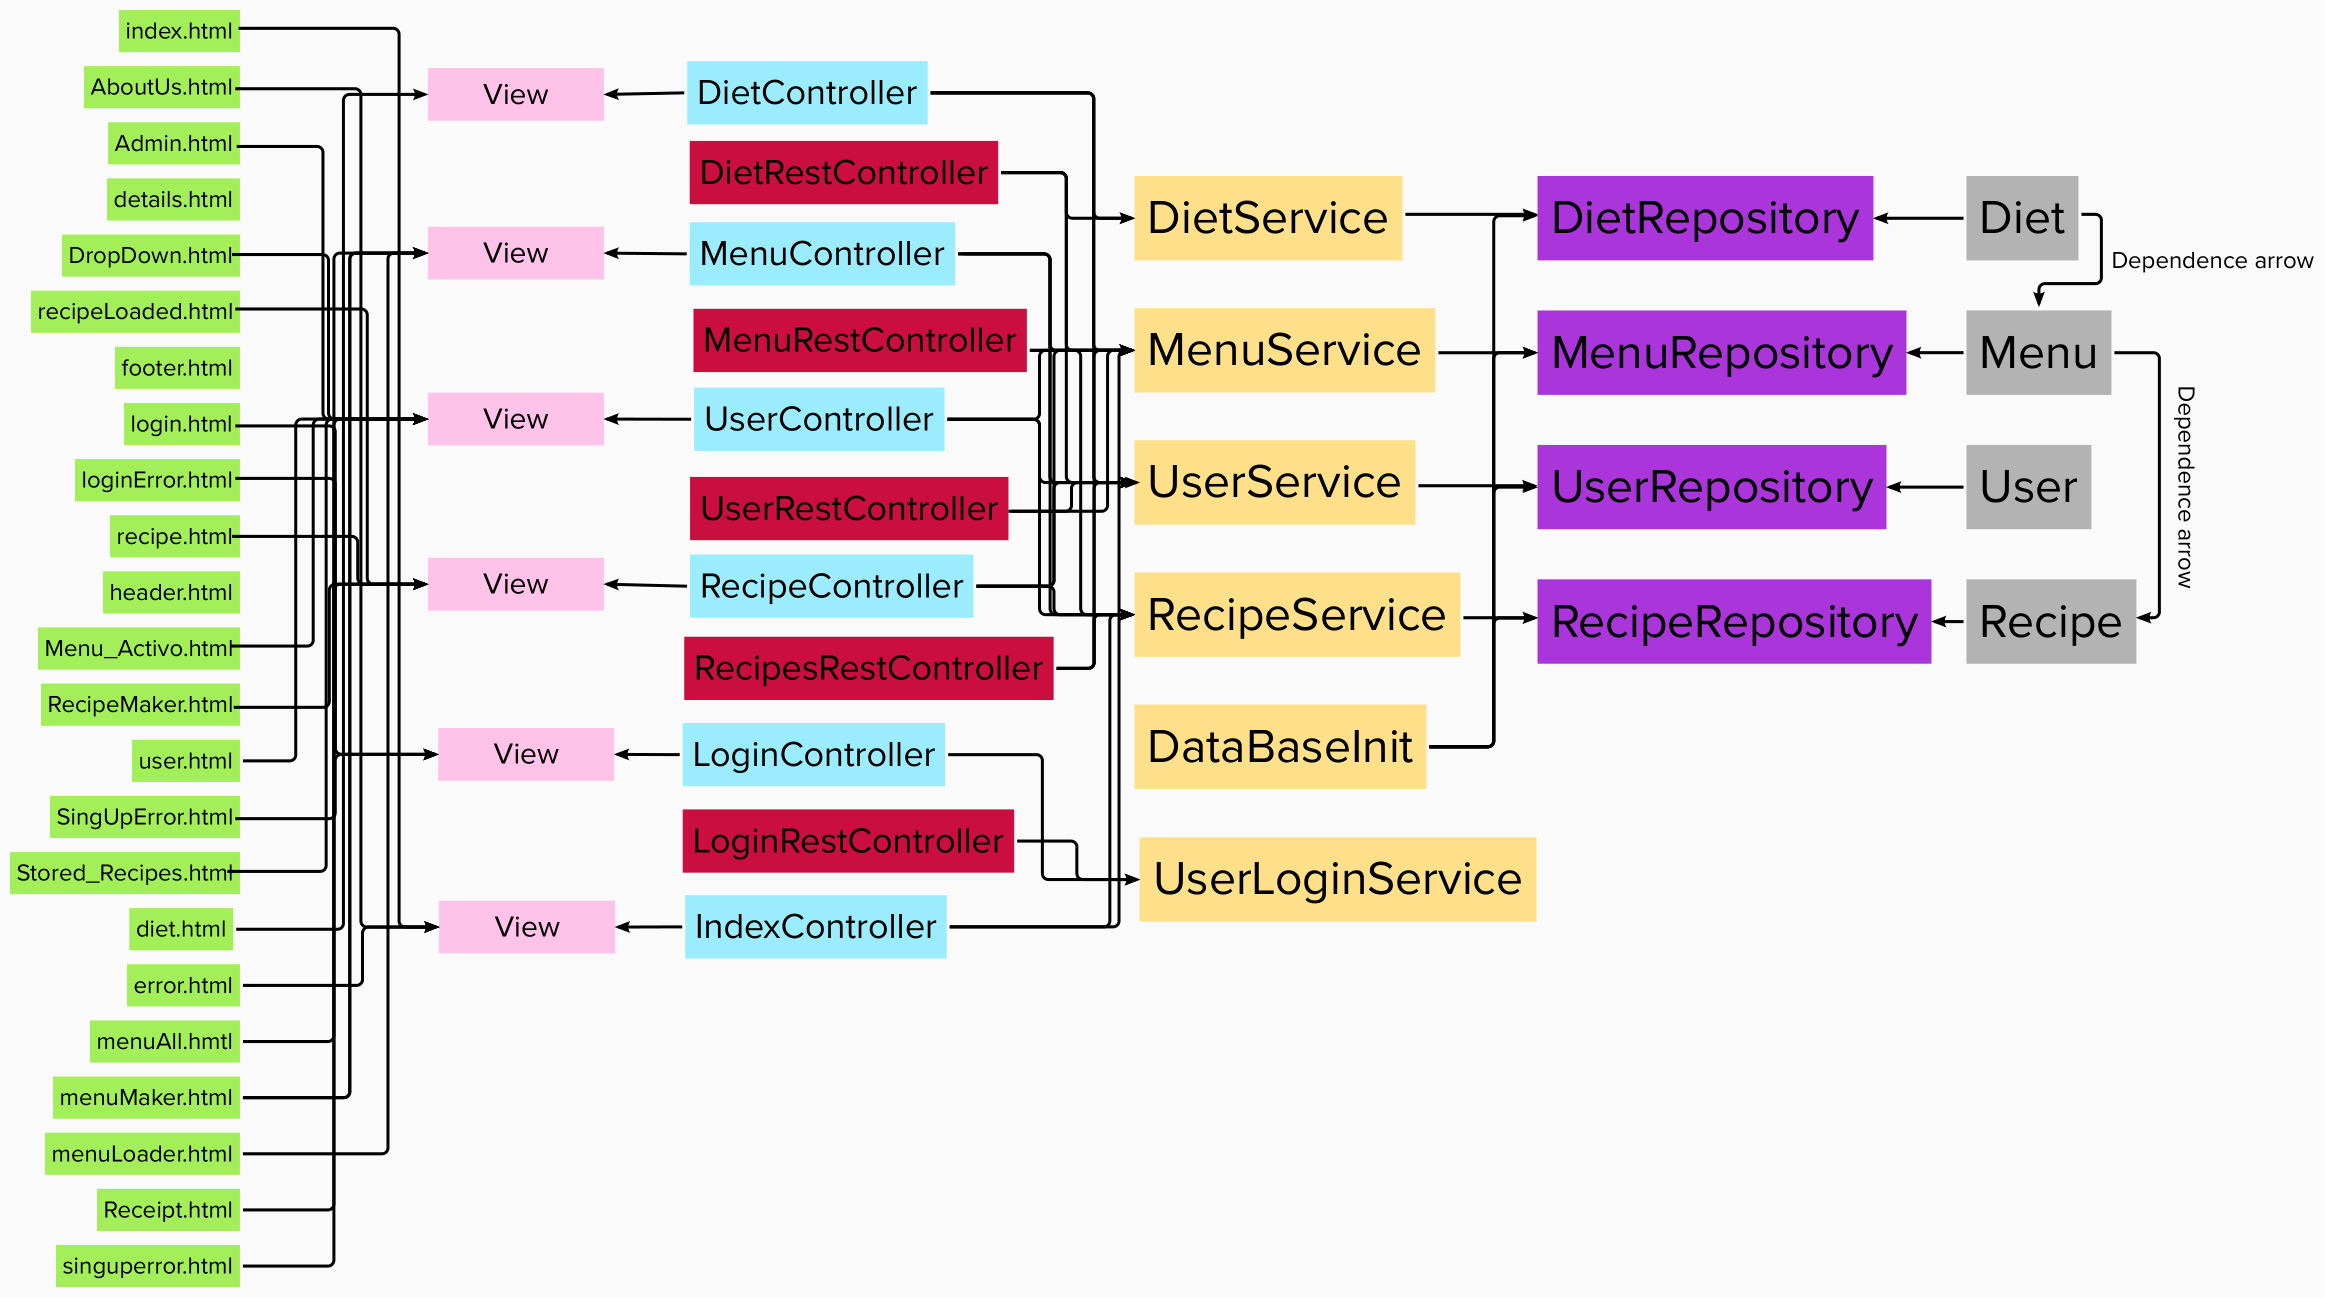 index.html
AboutUs.html
Admin.html
details.html
DropDown.html
recipeLoaded.html
footer.html
login.html
loginError.html
recipe.html
header.html
Menu_Activo.html
RecipeMaker.html
user.html
SingUpError.html
Stored_Recipes.html
diet.html
error.html
menuAll.hmtl
menuMaker.html
menuLoader.html
Receipt.html
singuperror.html
View
View
View
View
View
View
DietController
DietRestController
MenuController
MenuRestController
UserController
UserRestController
RecipeController
RecipesRestController
LoginController
LoginRestController
IndexController
DietService
MenuService
UserService
RecipeService
DataBaseInit
UserLoginService
DietRepository
MenuRepository
UserRepository
RecipeRepository
Diet
Menu
User
Recipe
Dependence arrow
Dependence arrow